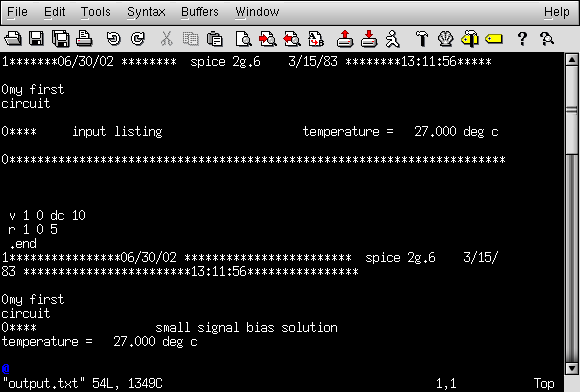 File Edit Tools Syntax Buffers Window Help
1*******06/30/02 ******** spice 2g.6 3/15/83 ********13:11:56*****
0my first
circuit
0**** input listing temperature = 27.000 deg c
0***********************************************************************
v 1 0 dc 10
r 1 0 5
.end
1****************06/30/02 ************************ spice 2g.6 3/15/
83 ************************13:11:56****************
0my first
circuit
0**** small signal bias solution
temperature = 27.000 deg c
0
"output.txt" 54L, 1349C 1,1 Top